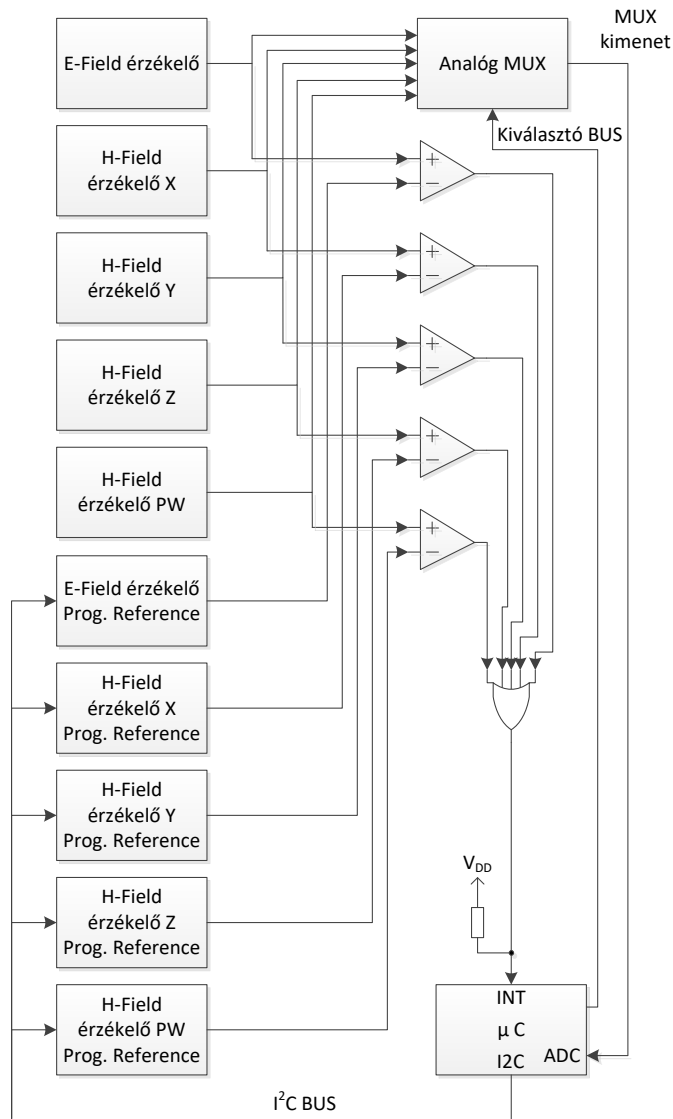 E-Field érzékelő
Analóg MUX
MUX
kimenet
Kiválasztó BUS
H-Field
érzékelő X
+
−
H-Field
érzékelő Y
+
−
H-Field
érzékelő Z
+
−
H-Field
érzékelő PW
+
−
+
−
E-Field érzékelő
Prog. Reference
H-Field
érzékelő X
Prog. Reference
H-Field
érzékelő Y
Prog. Reference
H-Field
érzékelő Z
Prog. Reference
H-Field
érzékelő PW
Prog. Reference
VDD
INT
µ C
I2C
ADC
I²C BUS